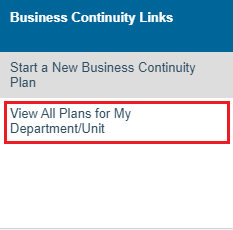 Business Continuity Links
Start a New Business Continuity
Plan
View All Plans for My
Department/Unit